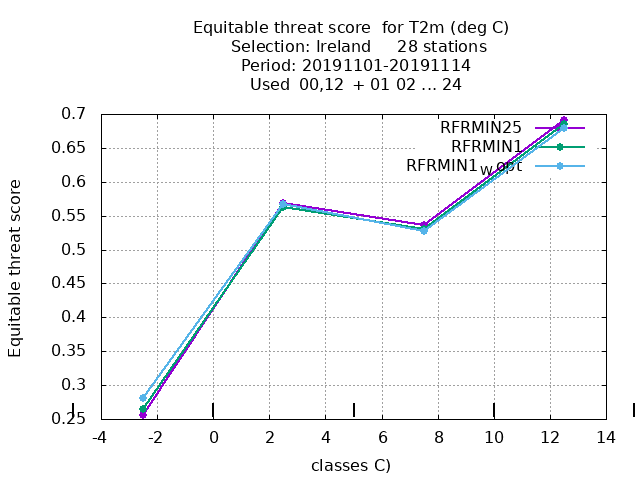 Equitable threat score  for T2m (deg C)
Selection: Ireland     28 stations
Period: 20191101-20191114
Used  00,12  + 01 02 ... 24
0.7
0.65
0.6
0.55
0.5
0.45
0.4
0.35
0.3
0.25
Equitable threat score
RFRMIN25
RFRMIN1
RFRMIN1w opt
-4 -2 0 2 4 6 8 10 12 14
classes C)